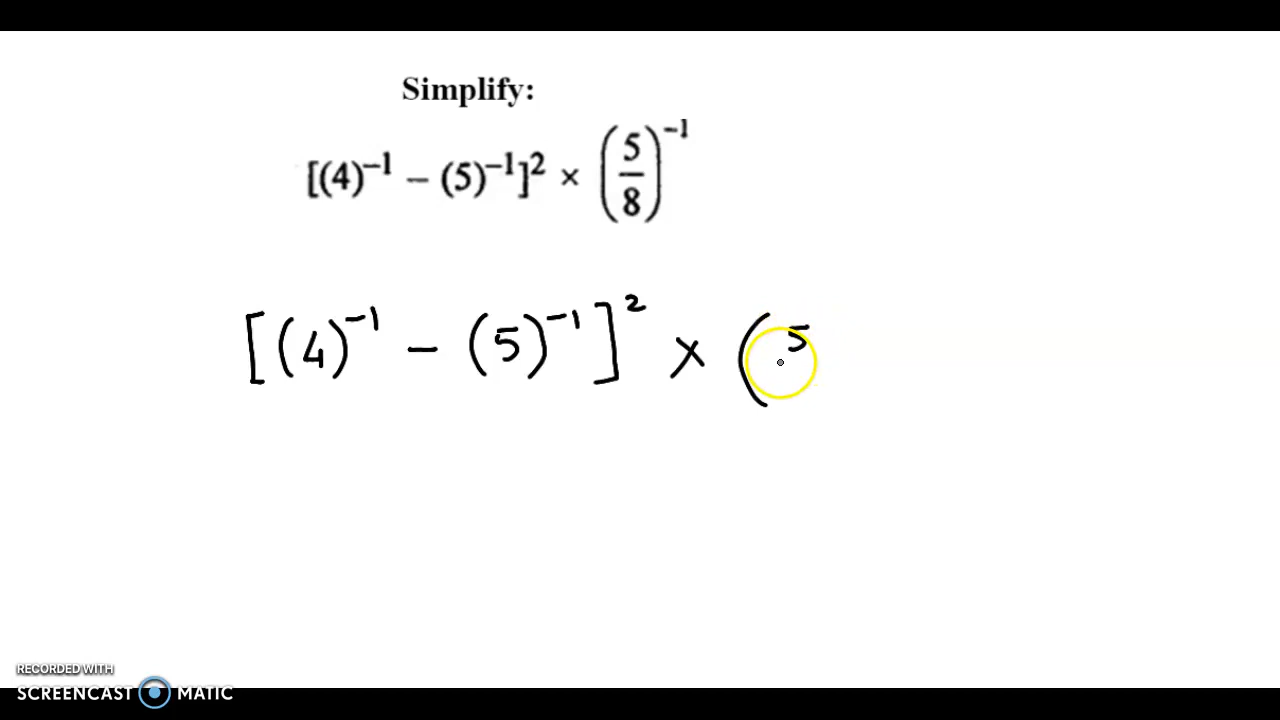 Simplify:
[(4)⁻¹ − (5)⁻¹]² × (5/8)⁻¹
[(4)⁻¹ − (5)⁻¹]² × (5
RECORDED WITH
SCREENCAST MATIC